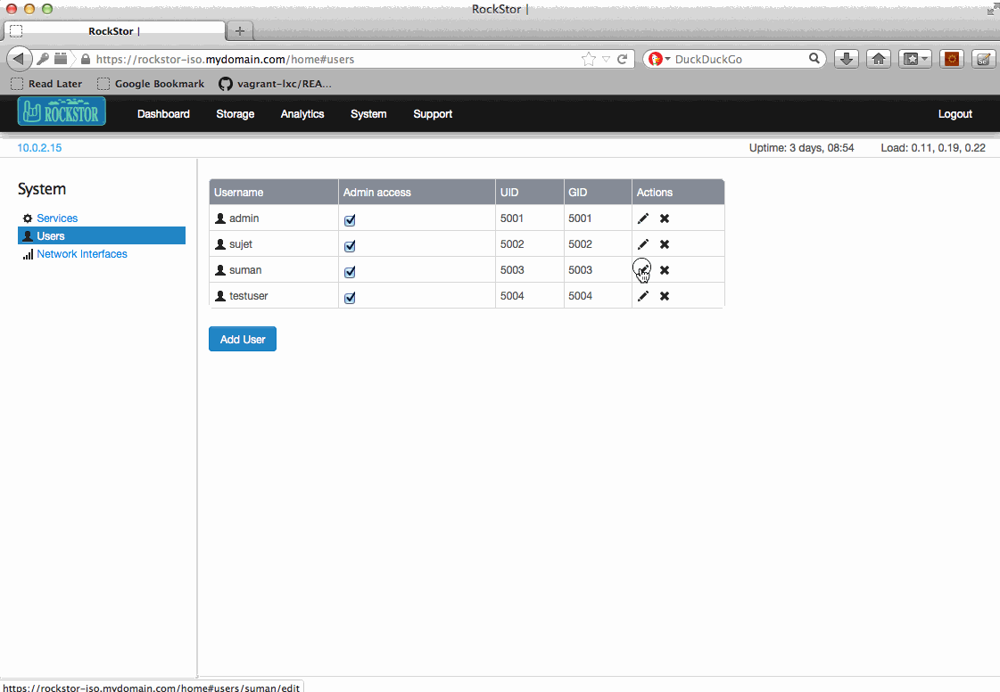 RockStor |
RockStor |
https://rockstor-iso.mydomain.com/home#users
DuckDuckGo
Read Later
Google Bookmark
vagrant-lxc/REA...
ROCKSTOR
Dashboard
Storage
Analytics
System
Support
Logout
10.0.2.15
Uptime: 3 days, 08:54
Load: 0.11, 0.19, 0.22
System
Services
Users
Network Interfaces
Username Admin access UID GID Actions
admin 5001 5001
sujet 5002 5002
suman 5003 5003
testuser 5004 5004
Add User
https://rockstor-iso.mydomain.com/home#users/suman/edit